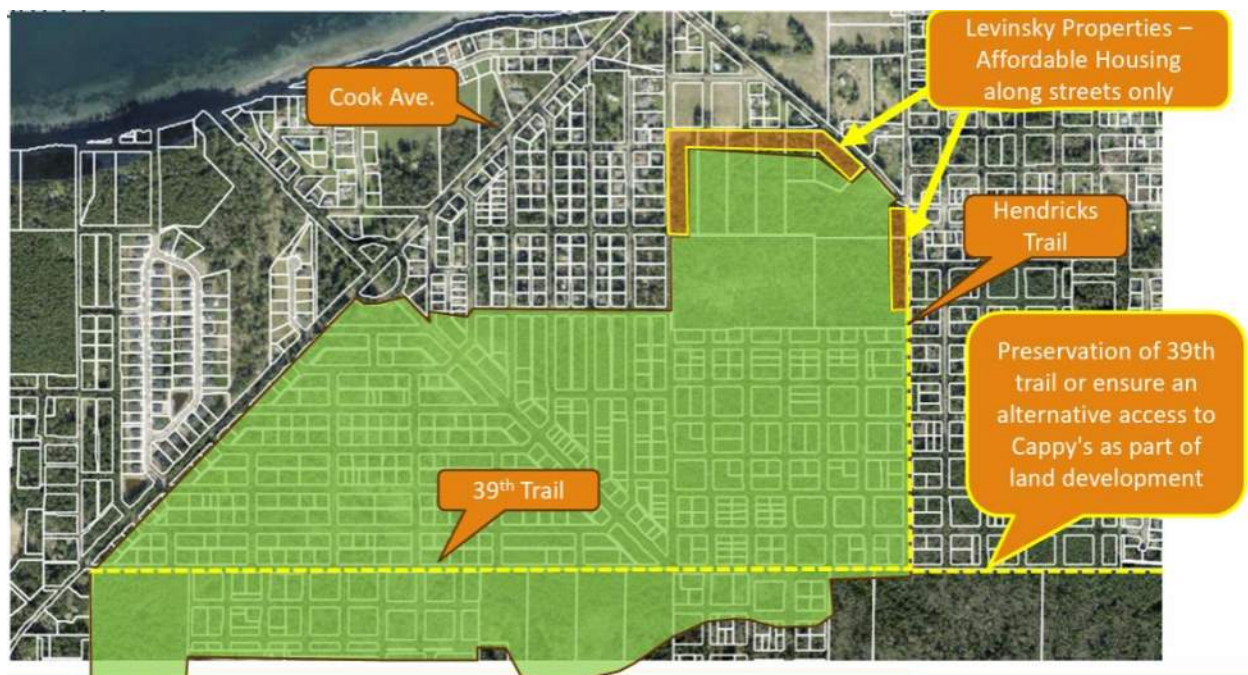 Levinsky Properties –
Affordable Housing
along streets only
Cook Ave.
Hendricks
Trail
Preservation of 39th
trail or ensure an
alternative access to
Cappy's as part of
land development
39th Trail